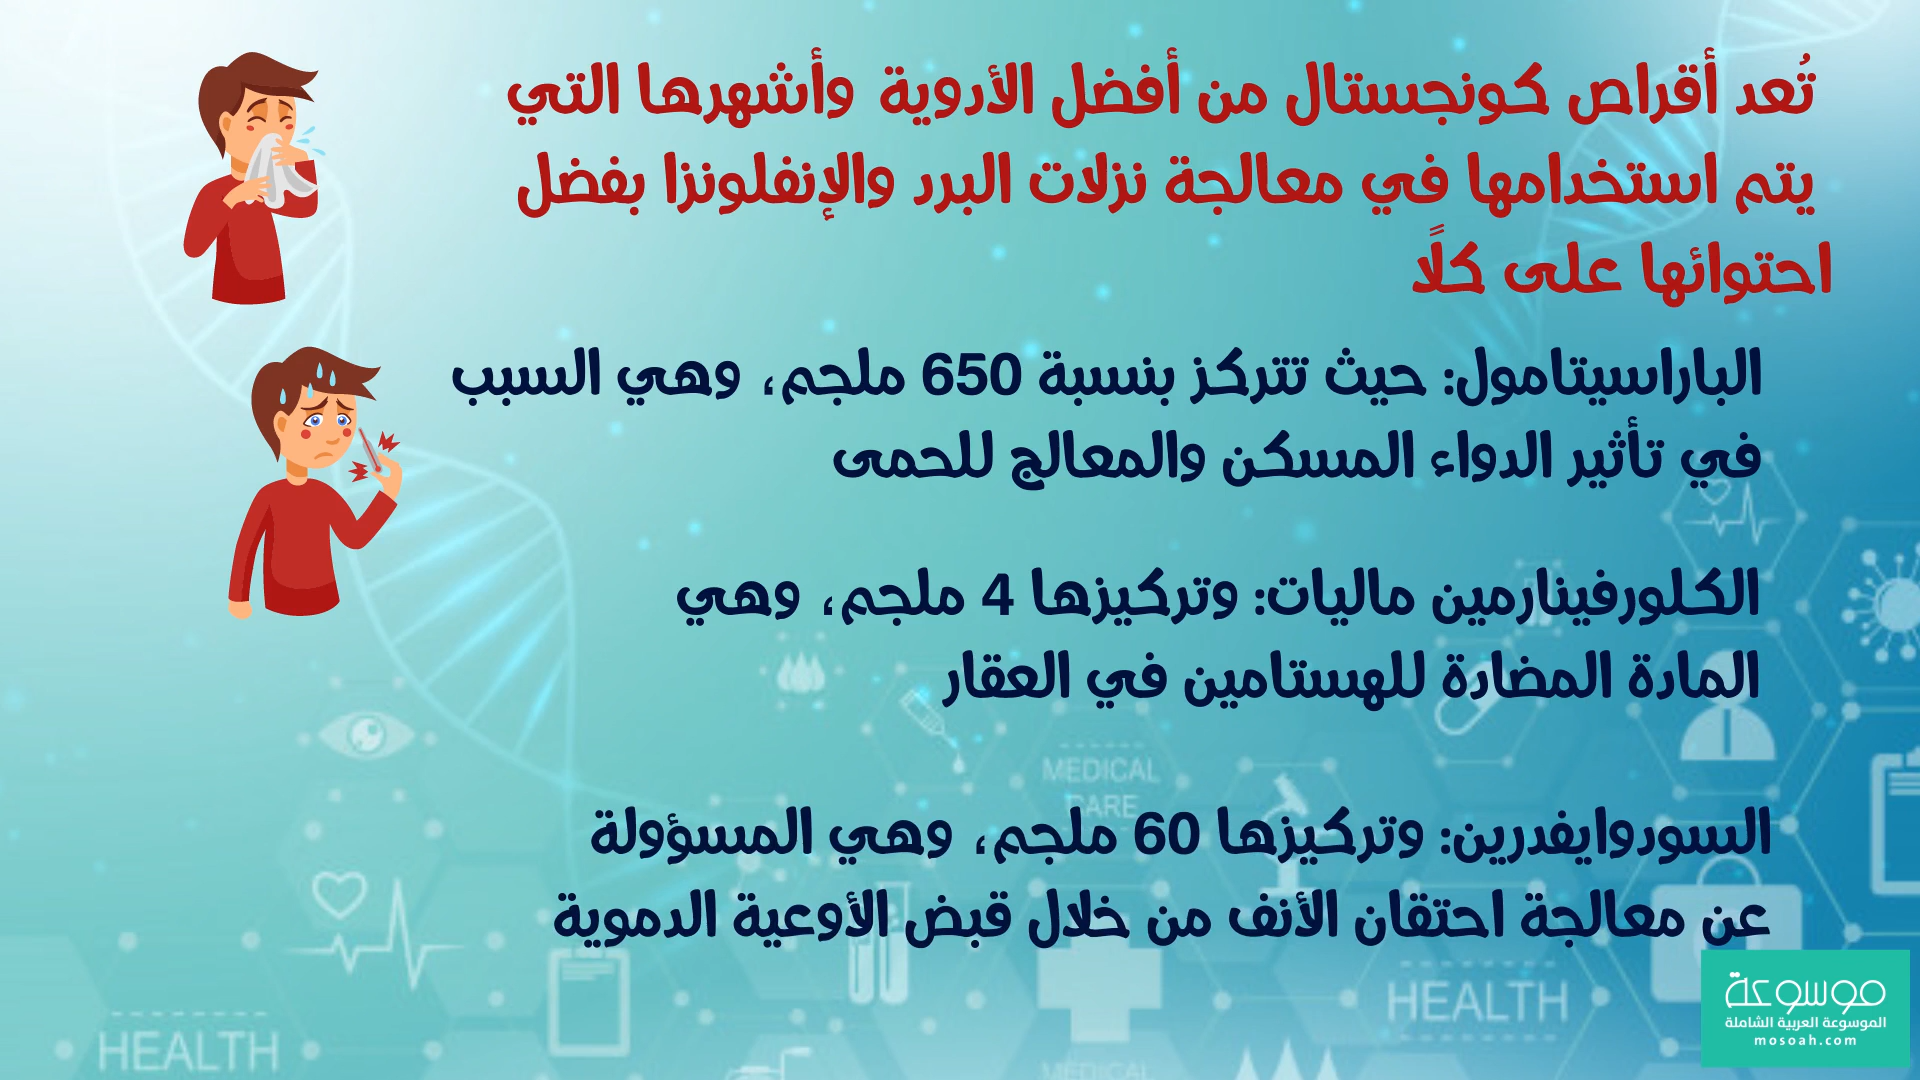 تُعد أقراص كونجستال من أفضل الأدوية وأشهرها التي
يتم استخدامها في معالجة نزلات البرد والإنفلونزا بفضل
احتوائها على كلًا
الباراسيتامول: حيث تتركز بنسبة 650 ملجم، وهي السبب
في تأثير الدواء المسكن والمعالج للحمى
الكلورفينارمين ماليات: وتركيزها 4 ملجم، وهي
المادة المضادة للهستامين في العقار
MEDICAL
CARE
السودوايفدرين: وتركيزها 60 ملجم، وهي المسؤولة
عن معالجة احتقان الأنف من خلال قبض الأوعية الدموية
HEALTH
HEALTH
MEDICAL
موسوعة
الموسوعة العربية الشاملة
mosoah.com